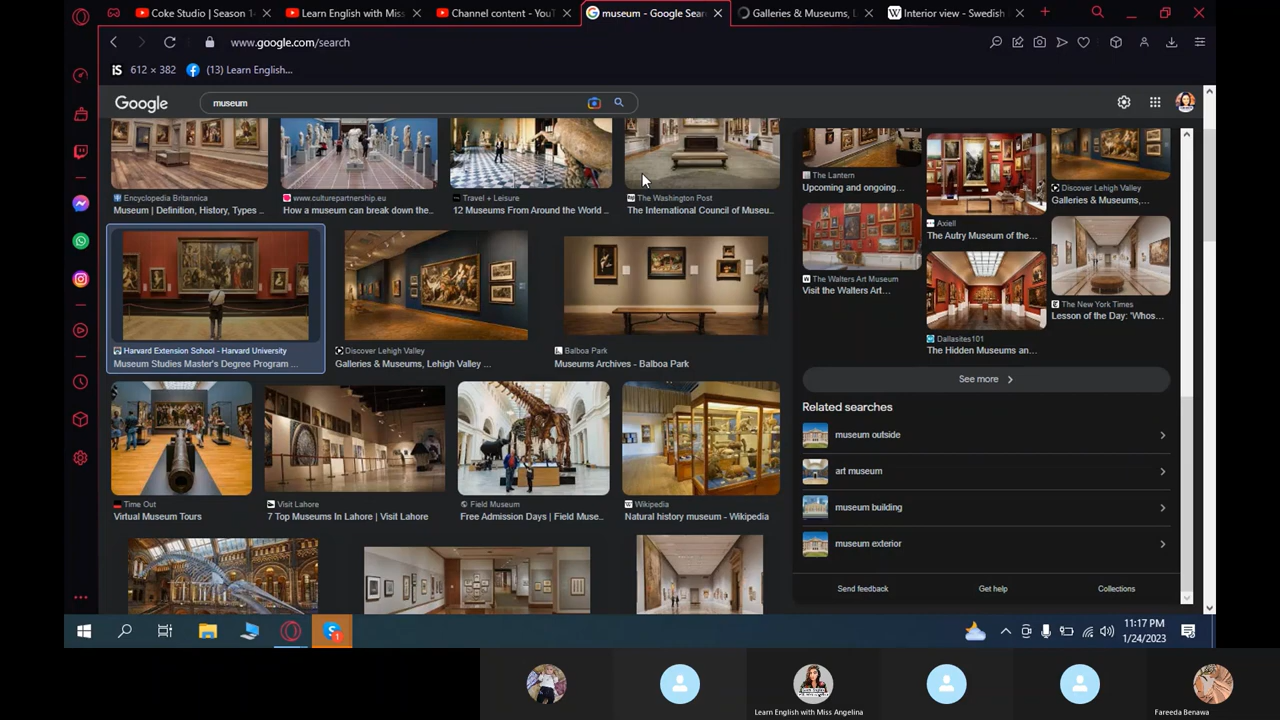 Coke Studio | Season 1
Learn English with Miss
Channel content - YouT
museum - Google Sear
Galleries & Museums, L
W Interior view - Swedish
www.google.com/search
iS 612 × 382
(13) Learn English...
Google
museum
Encyclopedia Britannica
Museum | Definition, History, Types ..
www.culturepartnership.eu
How a museum can break down the..
Travel + Leisure
12 Museums From Around the World ..
The Washington Post
The International Council of Museu..
The Lantern
Upcoming and ongoing...
Axiell
The Autry Museum of the...
Discover Lehigh Valley
Galleries & Museums,...
The Walters Art Museum
Visit the Walters Art...
Dallasites101
The Hidden Museums an...
The New York Times
Lesson of the Day: 'Whos...
Harvard Extension School - Harvard University
Museum Studies Master's Degree Program ...
Discover Lehigh Valley
Galleries & Museums, Lehigh Valley ...
Balboa Park
Museums Archives - Balboa Park
See more
Related searches
museum outside
art museum
museum building
museum exterior
Time Out
Virtual Museum Tours
Visit Lahore
7 Top Museums In Lahore | Visit Lahore
Field Museum
Free Admission Days | Field Muse...
Wikipedia
Natural history museum - Wikipedia
Send feedback
Get help
Collections
11:17 PM
1/24/2023
Learn English with Miss Angelina
Fareeda Benawa